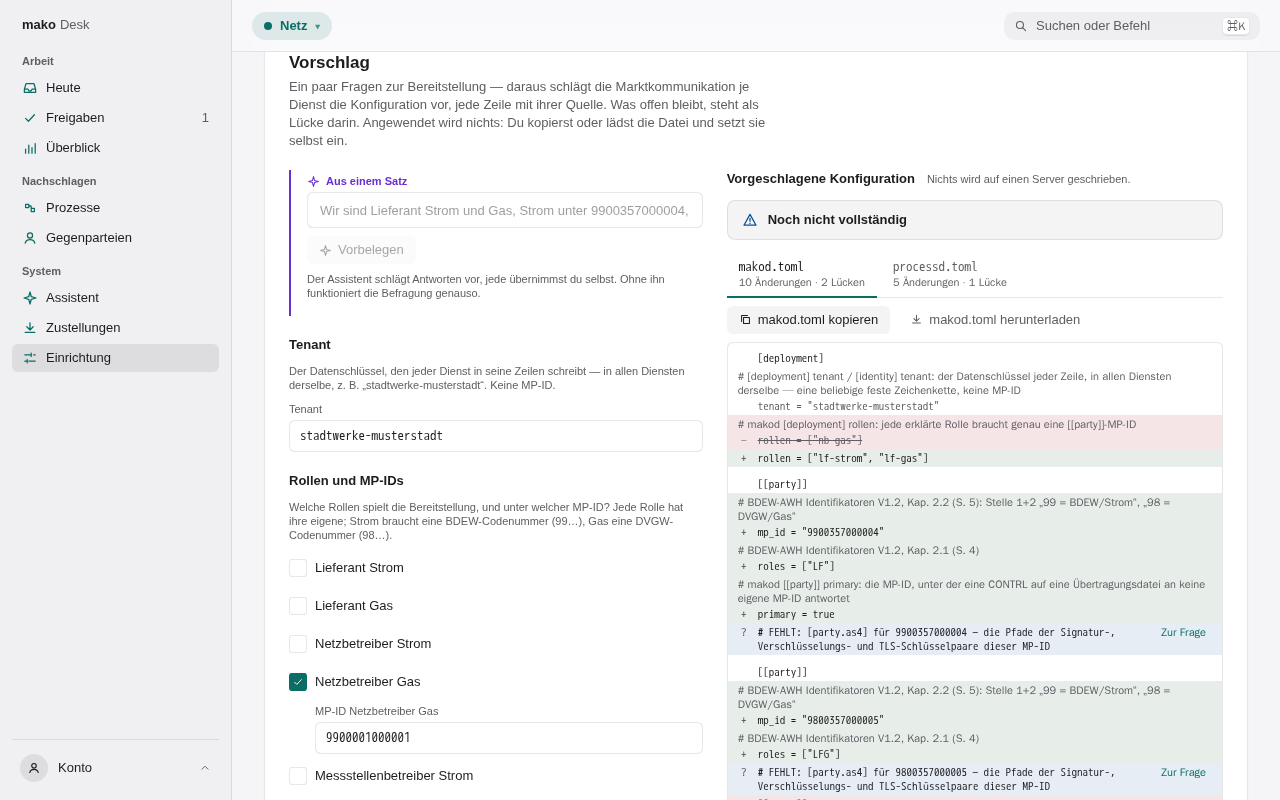 mako Desk
Arbeit
Heute
Freigaben 1
Überblick
Nachschlagen
Prozesse
Gegenparteien
System
Assistent
Zustellungen
Einrichtung
Konto
Netz
Suchen oder Befehl ⌘K
Vorschlag
Ein paar Fragen zur Bereitstellung — daraus schlägt die Marktkommunikation je
Dienst die Konfiguration vor, jede Zeile mit ihrer Quelle. Was offen bleibt, steht als
Lücke darin. Angewendet wird nichts: Du kopierst oder lädst die Datei und setzt sie
selbst ein.
Aus einem Satz
Wir sind Lieferant Strom und Gas, Strom unter 9900357000004,
Vorbelegen
Der Assistent schlägt Antworten vor, jede übernimmst du selbst. Ohne ihn
funktioniert die Befragung genauso.
Tenant
Der Datenschlüssel, den jeder Dienst in seine Zeilen schreibt — in allen Diensten
derselbe, z. B. „stadtwerke-musterstadt“. Keine MP-ID.
Tenant
stadtwerke-musterstadt
Rollen und MP-IDs
Welche Rollen spielt die Bereitstellung, und unter welcher MP-ID? Jede Rolle hat
ihre eigene; Strom braucht eine BDEW-Codenummer (99…), Gas eine DVGW-
Codenummer (98…).
Lieferant Strom
Lieferant Gas
Netzbetreiber Strom
Netzbetreiber Gas
MP-ID Netzbetreiber Gas
9900001000001
Messstellenbetreiber Strom
Vorgeschlagene Konfiguration Nichts wird auf einen Server geschrieben.
Noch nicht vollständig
makod.toml
10 Änderungen · 2 Lücken
processd.toml
5 Änderungen · 1 Lücke
makod.toml kopieren
makod.toml herunterladen
[deployment]
# [deployment] tenant / [identity] tenant: der Datenschlüssel jeder Zeile, in allen Diensten
derselbe — eine beliebige feste Zeichenkette, keine MP-ID
tenant = "stadtwerke-musterstadt"
# makod [deployment] rollen: jede erklärte Rolle braucht genau eine [[party]]-MP-ID
− rollen = ["nb-gas"]
+ rollen = ["lf-strom", "lf-gas"]
[[party]]
# BDEW-AWH Identifikatoren V1.2, Kap. 2.2 (S. 5): Stelle 1+2 „99 = BDEW/Strom“, „98 =
DVGW/Gas“
+ mp_id = "9900357000004"
# BDEW-AWH Identifikatoren V1.2, Kap. 2.1 (S. 4)
+ roles = ["LF"]
# makod [[party]] primary: die MP-ID, unter der eine CONTRL auf eine Übertragungsdatei an keine
eigene MP-ID antwortet
+ primary = true
? # FEHLT: [party.as4] für 9900357000004 — die Pfade der Signatur-, Zur Frage
Verschlüsselungs- und TLS-Schlüsselpaare dieser MP-ID
[[party]]
# BDEW-AWH Identifikatoren V1.2, Kap. 2.2 (S. 5): Stelle 1+2 „99 = BDEW/Strom“, „98 =
DVGW/Gas“
+ mp_id = "9800357000005"
# BDEW-AWH Identifikatoren V1.2, Kap. 2.1 (S. 4)
+ roles = ["LFG"]
? # FEHLT: [party.as4] für 9800357000005 — die Pfade der Signatur-, Zur Frage
Verschlüsselungs- und TLS-Schlüsselpaare dieser MP-ID